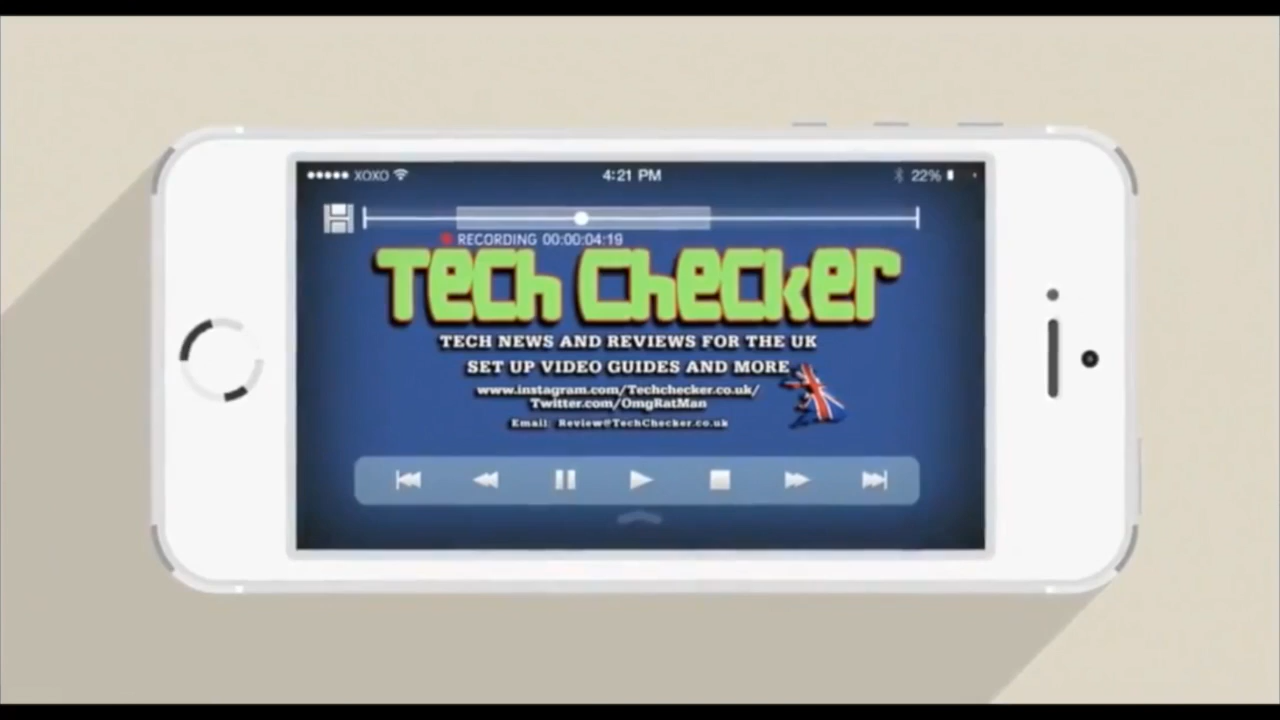 XOXO 4:21 PM 22%
RECORDING 00:00:04:19
Tech Checker
TECH NEWS AND REVIEWS FOR THE UK
SET UP VIDEO GUIDES AND MORE
www.instagram.com/Techchecker.co.uk/
Twitter.com/OmgRatMan
Email: Review@TechChecker.co.uk